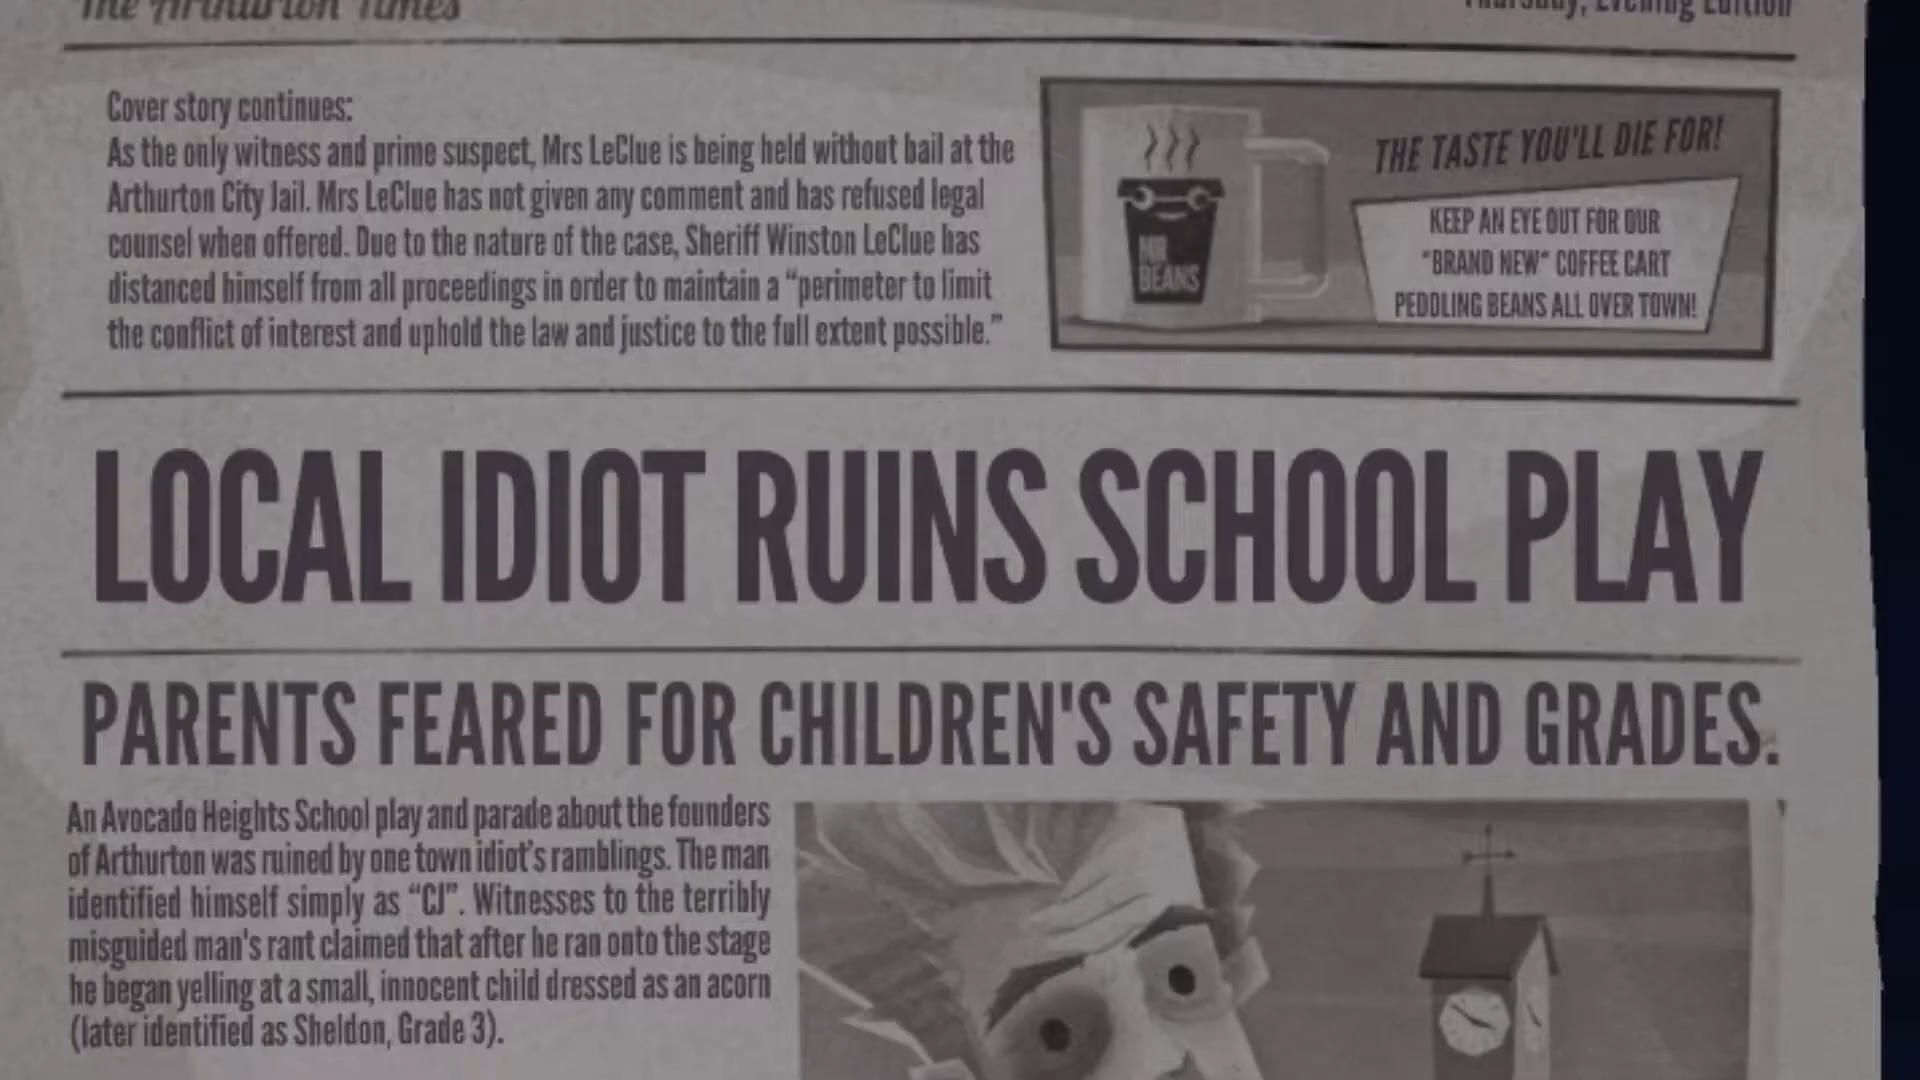 The Arthurton Times
Thursday, Evening Edition
Cover story continues:
As the only witness and prime suspect, Mrs LeClue is being held without bail at the
Arthurton City Jail. Mrs LeClue has not given any comment and has refused legal
counsel when offered. Due to the nature of the case, Sheriff Winston LeClue has
distanced himself from all proceedings in order to maintain a “perimeter to limit
the conflict of interest and uphold the law and justice to the full extent possible.”
MR
BEANS
THE TASTE YOU'LL DIE FOR!
KEEP AN EYE OUT FOR OUR
"BRAND NEW" COFFEE CART
PEDDLING BEANS ALL OVER TOWN!
LOCAL IDIOT RUINS SCHOOL PLAY
PARENTS FEARED FOR CHILDREN'S SAFETY AND GRADES.
An Avocado Heights School play and parade about the founders
of Arthurton was ruined by one town idiot’s ramblings. The man
identified himself simply as “CJ”. Witnesses to the terribly
misguided man's rant claimed that after he ran onto the stage
he began yelling at a small, innocent child dressed as an acorn
(later identified as Sheldon, Grade 3).